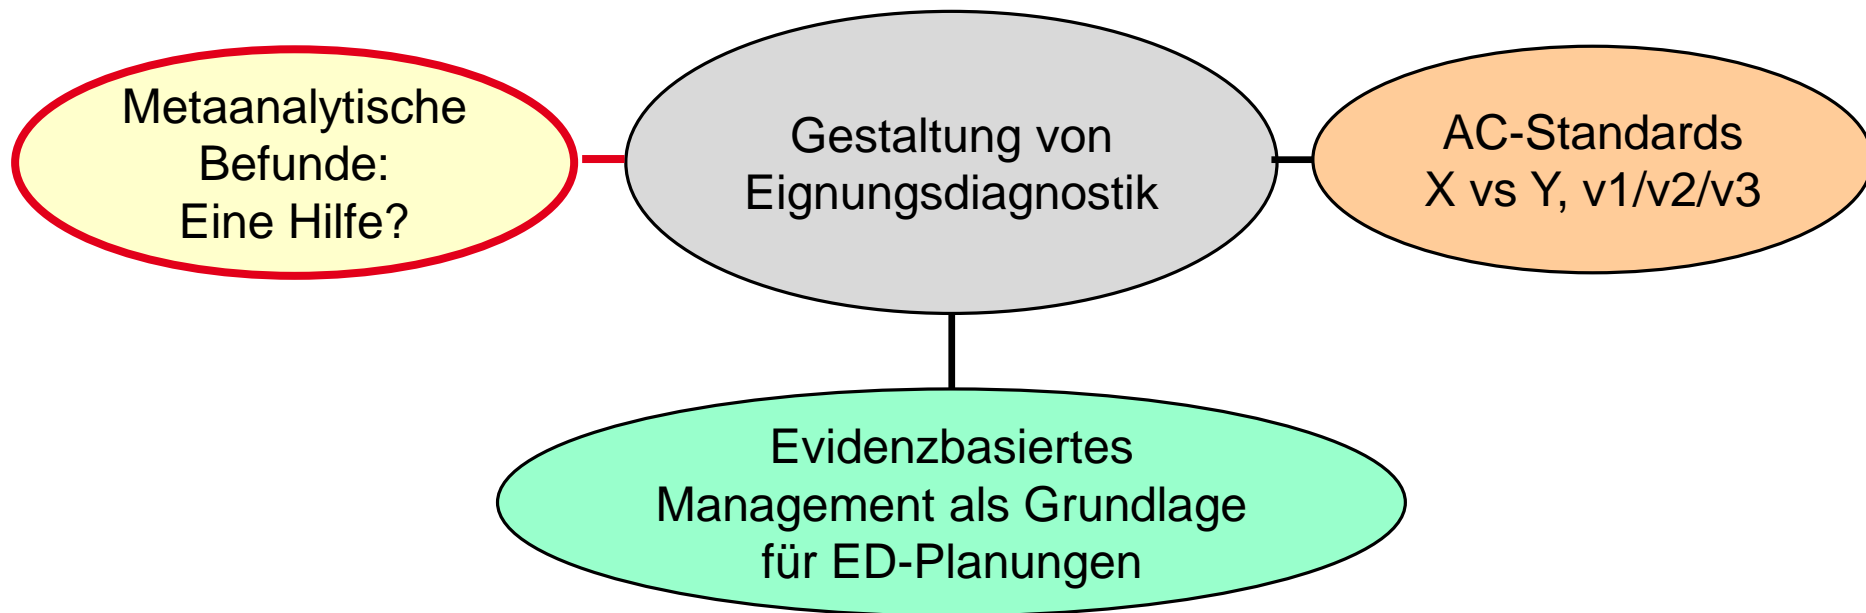 Metaanalytische
Befunde:
Eine Hilfe?
Gestaltung von
Eignungsdiagnostik
AC-Standards
X vs Y, v1/v2/v3
Evidenzbasiertes
Management als Grundlage
für ED-Planungen